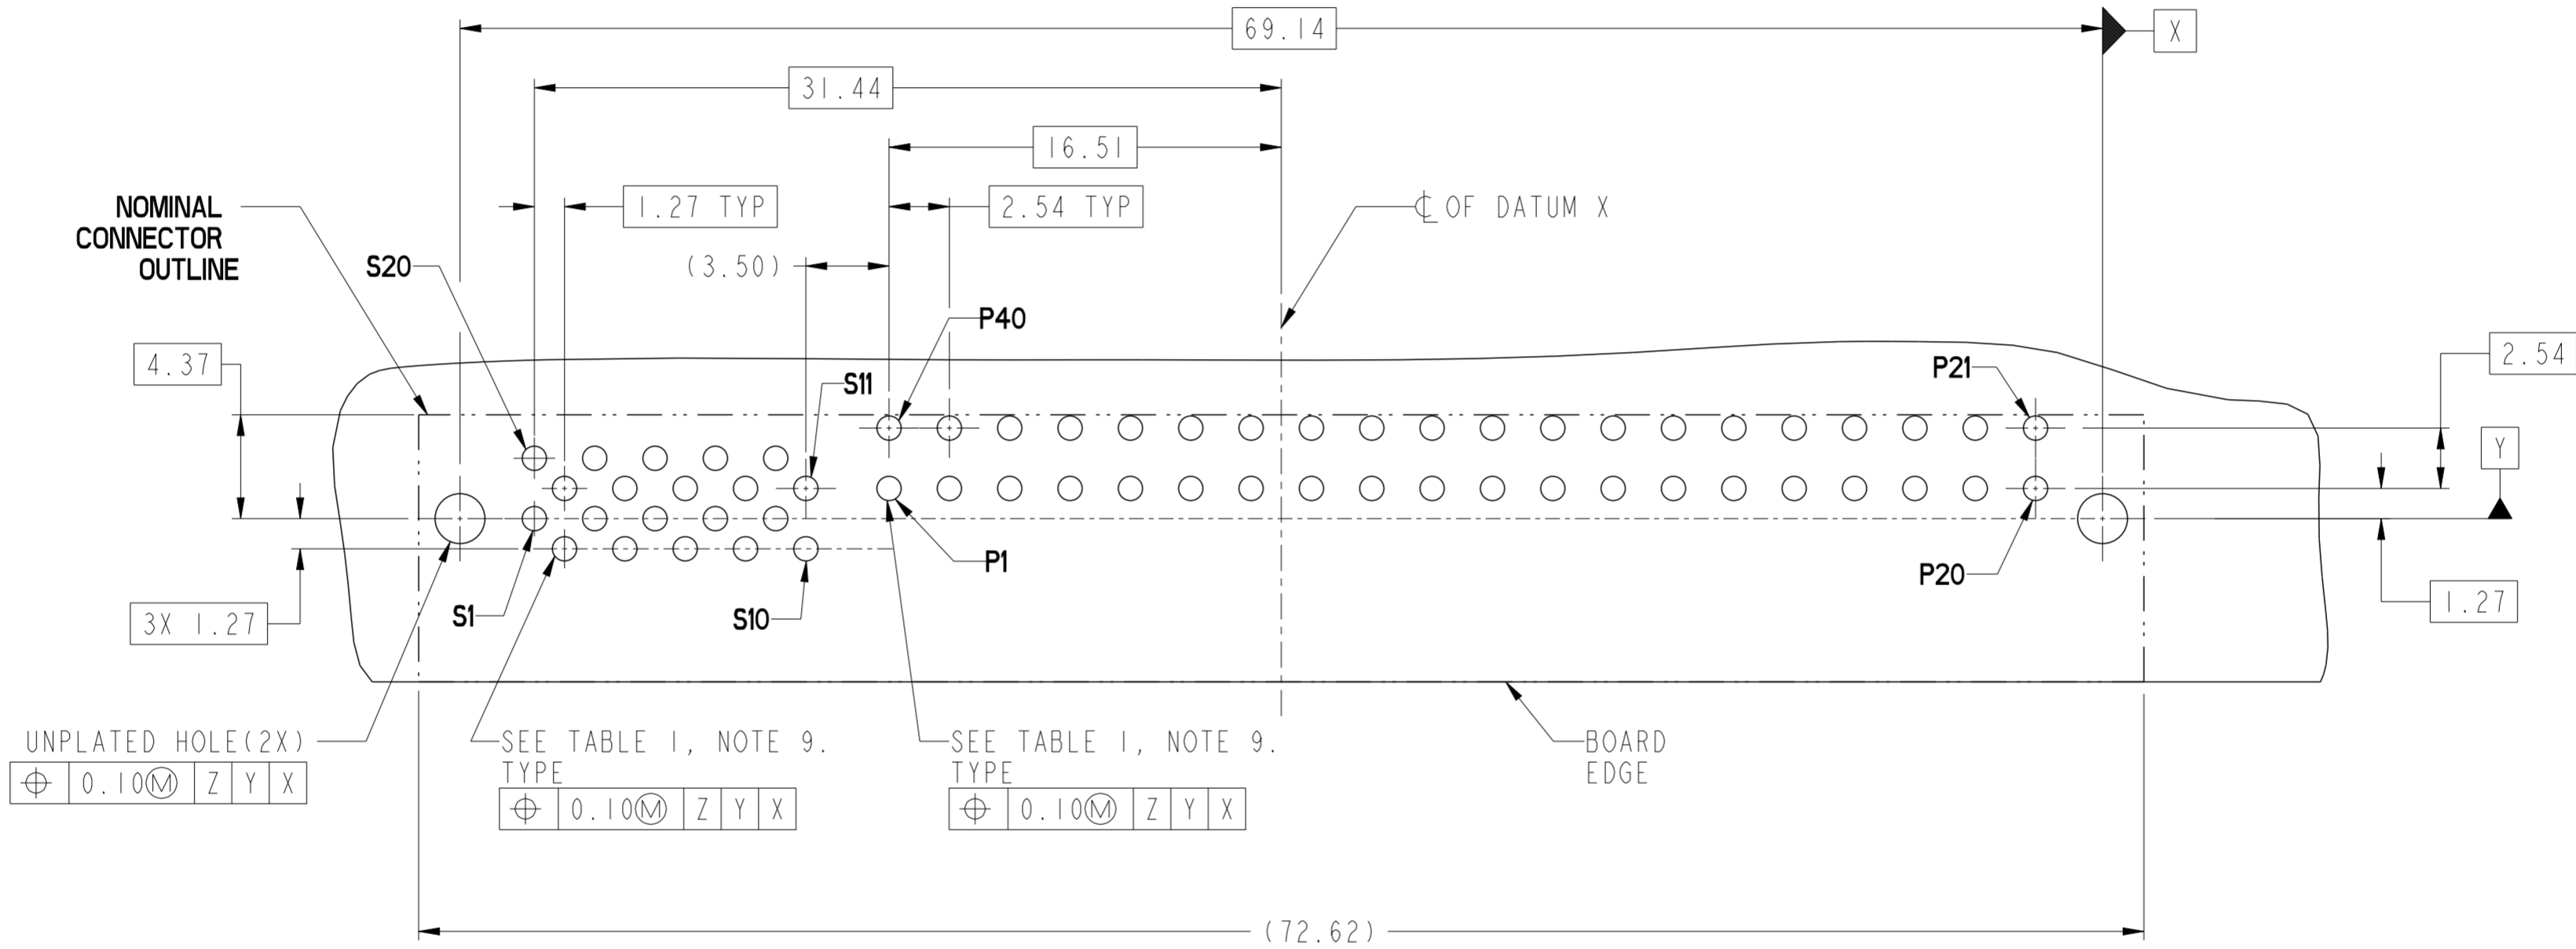 69.14
X
31.44
16.51
NOMINAL
CONNECTOR
OUTLINE
1.27 TYP
2.54 TYP
℄ OF DATUM X
S20
(3.50)
P40
4.37
S11
P21
2.54
Y
P1
P20
S1
S10
3X 1.27
1.27
UNPLATED HOLE(2X)
⌖ 0.10Ⓜ Z Y X
SEE TABLE 1, NOTE 9.
TYPE
⌖ 0.10Ⓜ Z Y X
SEE TABLE 1, NOTE 9.
TYPE
⌖ 0.10Ⓜ Z Y X
BOARD
EDGE
(72.62)